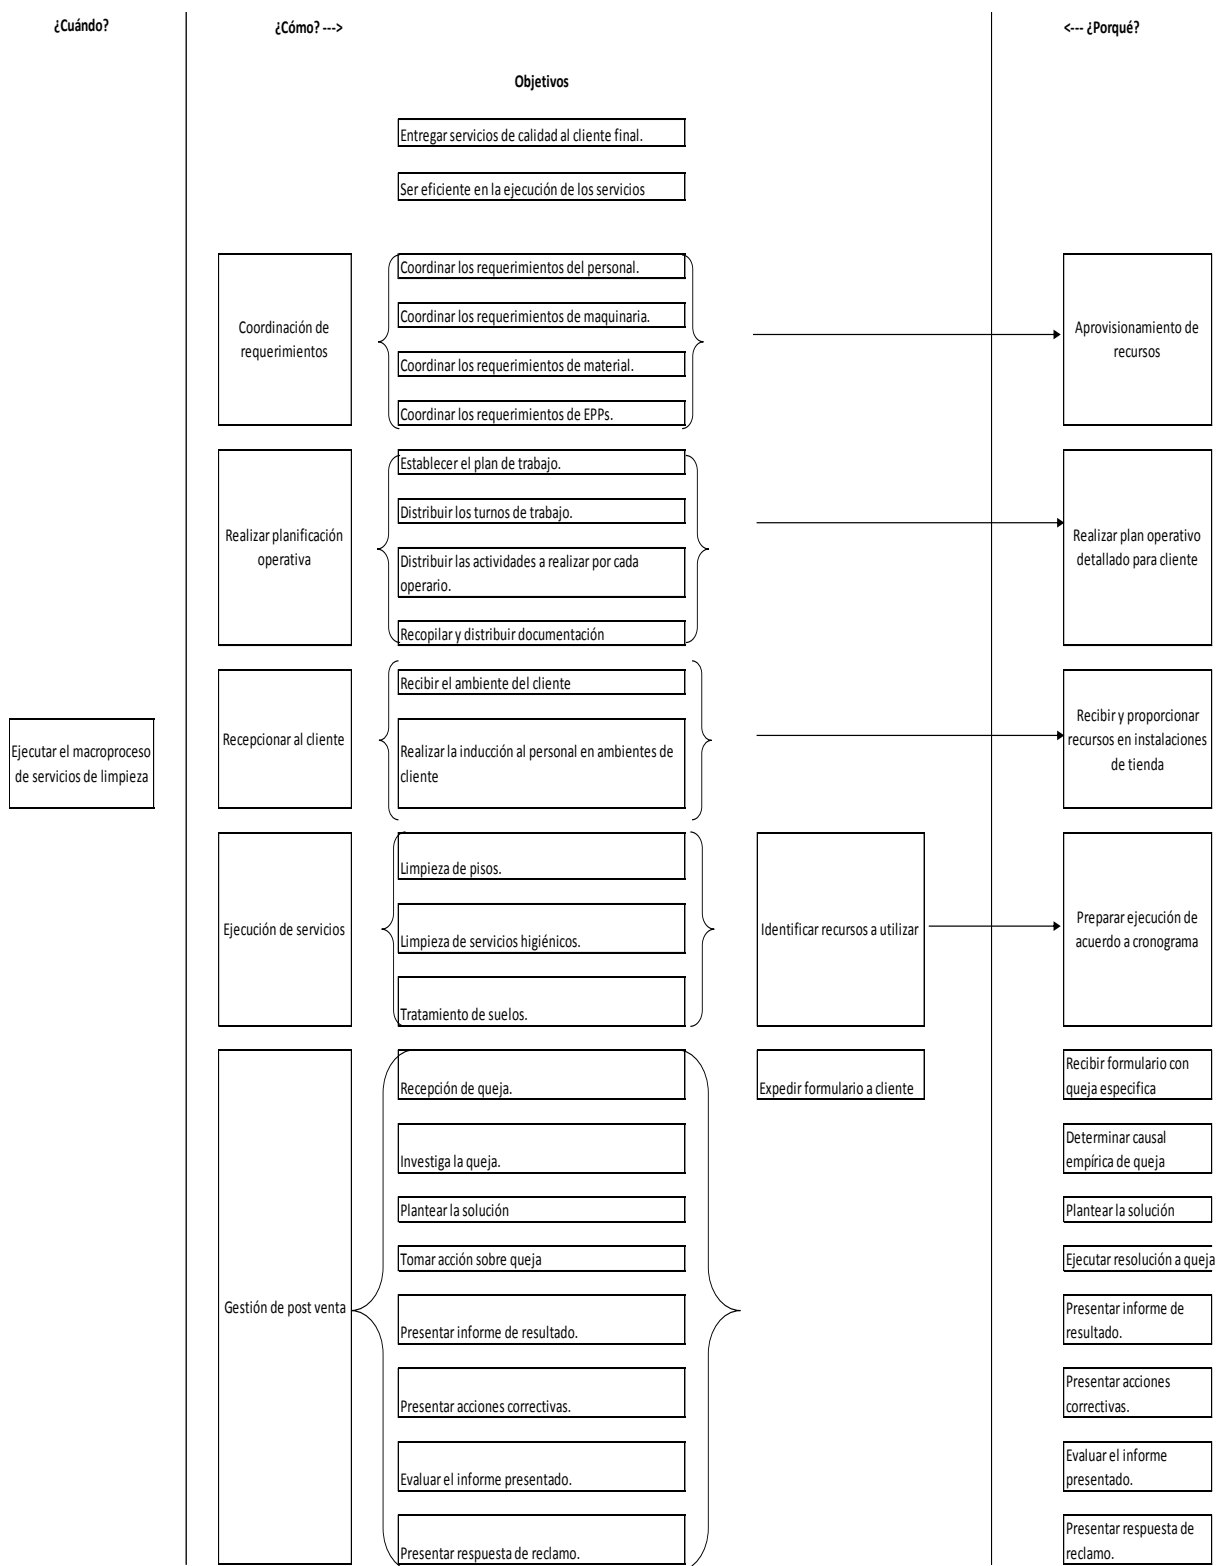 ¿Cuándo?
¿Cómo? --->
<--- ¿Porqué?
Objetivos
Entregar servicios de calidad al cliente final.
Ser eficiente en la ejecución de los servicios
Coordinación de
requerimientos
Coordinar los requerimientos del personal.
Coordinar los requerimientos de maquinaria.
Coordinar los requerimientos de material.
Coordinar los requerimientos de EPPs.
Aprovisionamiento de
recursos
Realizar planificación
operativa
Establecer el plan de trabajo.
Distribuir los turnos de trabajo.
Distribuir las actividades a realizar por cada
operario.
Recopilar y distribuir documentación
Realizar plan operativo
detallado para cliente
Ejecutar el macroproceso
de servicios de limpieza
Recepcionar al cliente
Recibir el ambiente del cliente
Realizar la inducción al personal en ambientes de
cliente
Recibir y proporcionar
recursos en instalaciones
de tienda
Ejecución de servicios
Limpieza de pisos.
Limpieza de servicios higiénicos.
Tratamiento de suelos.
Identificar recursos a utilizar
Preparar ejecución de
acuerdo a cronograma
Gestión de post venta
Recepción de queja.
Investiga la queja.
Plantear la solución
Tomar acción sobre queja
Presentar informe de resultado.
Presentar acciones correctivas.
Evaluar el informe presentado.
Presentar respuesta de reclamo.
Expedir formulario a cliente
Recibir formulario con
queja especifica
Determinar causal
empírica de queja
Plantear la solución
Ejecutar resolución a queja
Presentar informe de
resultado.
Presentar acciones
correctivas.
Evaluar el informe
presentado.
Presentar respuesta de
reclamo.